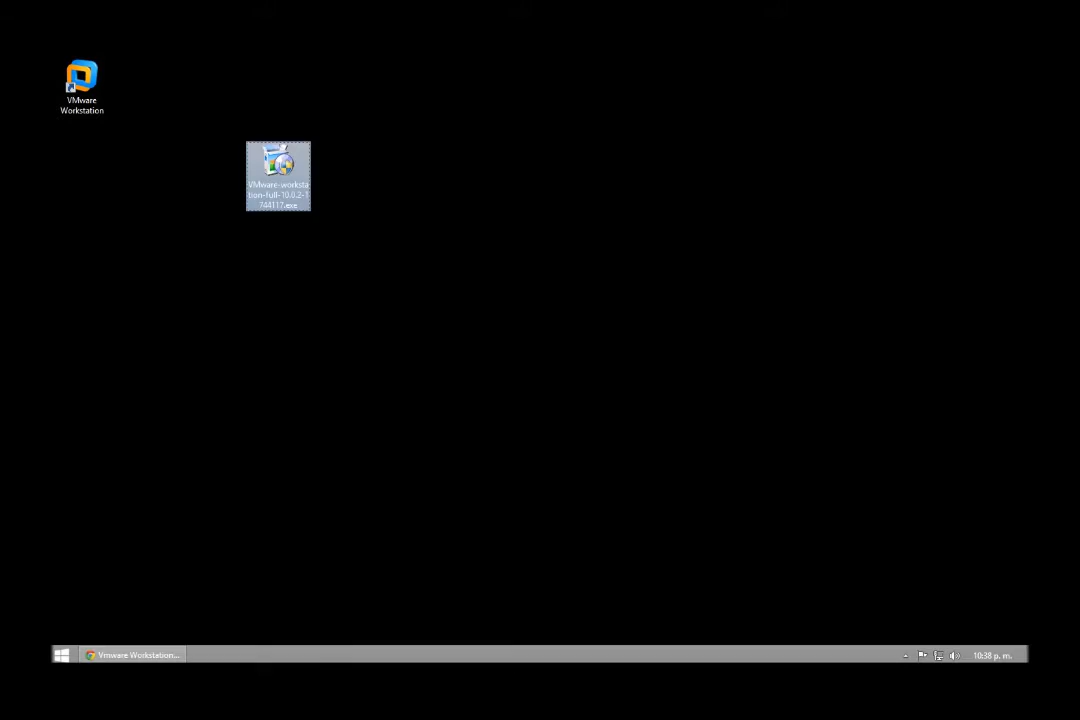 VMware
Workstation
VMware-worksta
tion-full-10.0.2-1
744117.exe
Vmware Workstation...
10:38 p. m.